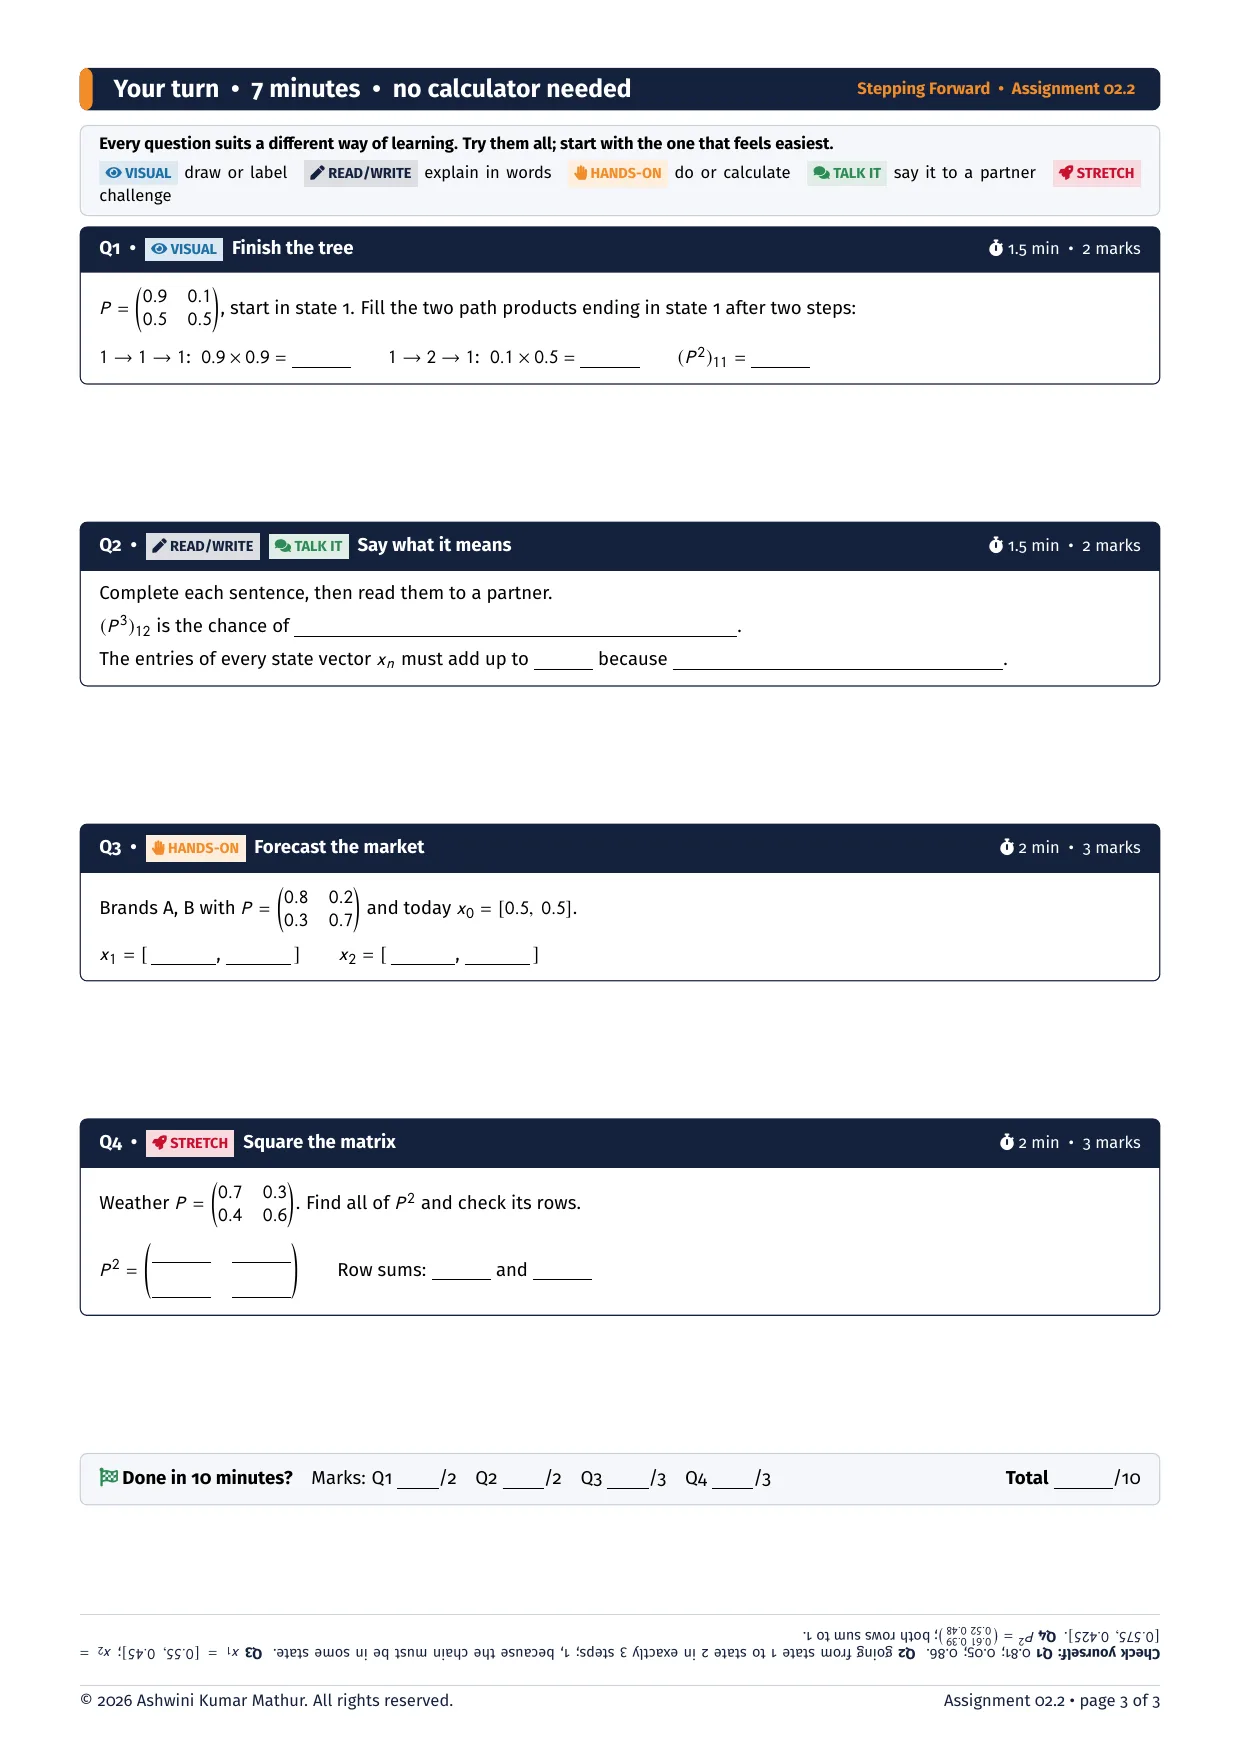 Your turn • 7 minutes • no calculator needed
Stepping Forward • Assignment 02.2
Every question suits a different way of learning. Try them all; start with the one that feels easiest.
VISUAL draw or label READ/WRITE explain in words HANDS-ON do or calculate TALK IT say it to a partner STRETCH
challenge
Q1 • VISUAL Finish the tree 1.5 min • 2 marks
P = (0.9 0.1
0.5 0.5), start in state 1. Fill the two path products ending in state 1 after two steps:
1 → 1 → 1: 0.9 × 0.9 = ______ 1 → 2 → 1: 0.1 × 0.5 = ______ (P²)₁₁ = ______
Q2 • READ/WRITE TALK IT Say what it means 1.5 min • 2 marks
Complete each sentence, then read them to a partner.
(P³)₁₂ is the chance of ______.
The entries of every state vector xₙ must add up to ______ because ______.
Q3 • HANDS-ON Forecast the market 2 min • 3 marks
Brands A, B with P = (0.8 0.2
0.3 0.7) and today x₀ = [0.5, 0.5].
x₁ = [ ______, ______ ] x₂ = [ ______, ______ ]
Q4 • STRETCH Square the matrix 2 min • 3 marks
Weather P = (0.7 0.3
0.4 0.6). Find all of P² and check its rows.
P² = (______ ______
______ ______) Row sums: ______ and ______
Done in 10 minutes? Marks: Q1 ____/2 Q2 ____/2 Q3 ____/3 Q4 ____/3 Total ______/10
Check yourself: Q1 0.81; 0.05; 0.86. Q2 going from state 1 to state 2 in exactly 3 steps; 1, because the chain must be in some state. Q3 x₁ = [0.55, 0.45]; x₂ =
[0.575, 0.425]. Q4 P² = (0.61 0.39
0.52 0.48); both rows sum to 1.
© 2026 Ashwini Kumar Mathur. All rights reserved.
Assignment 02.2 • page 3 of 3